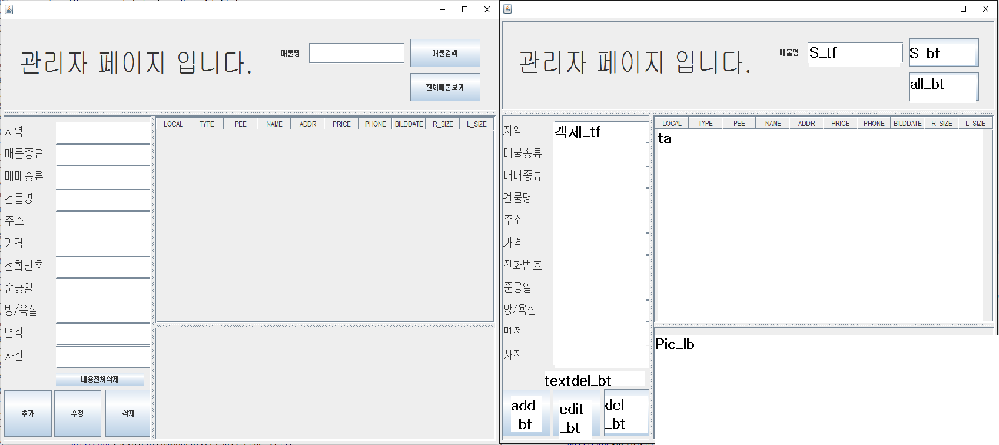 관리자 페이지 입니다.
매물명
매물검색
전체매물보기
지역
매물종류
매매종류
건물명
주소
가격
전화번호
준공일
방/욕실
면적
사진
내용전체삭제
추가 수정 삭제
LOCAL TYPE PEE NAME ADDR PRICE PHONE BILDDATE R_SIZE L_SIZE
관리자 페이지 입니다.
매물명 S_tf S_bt
all_bt
지역 객체_tf
매물종류
매매종류
건물명
주소
가격
전화번호
준공일
방/욕실
면적
사진
textdel_bt
add
_bt
edit
_bt
del
_bt
LOCAL TYPE PEE NAME ADDR PRICE PHONE BILDDATE R_SIZE L_SIZE
ta
Pic_lb